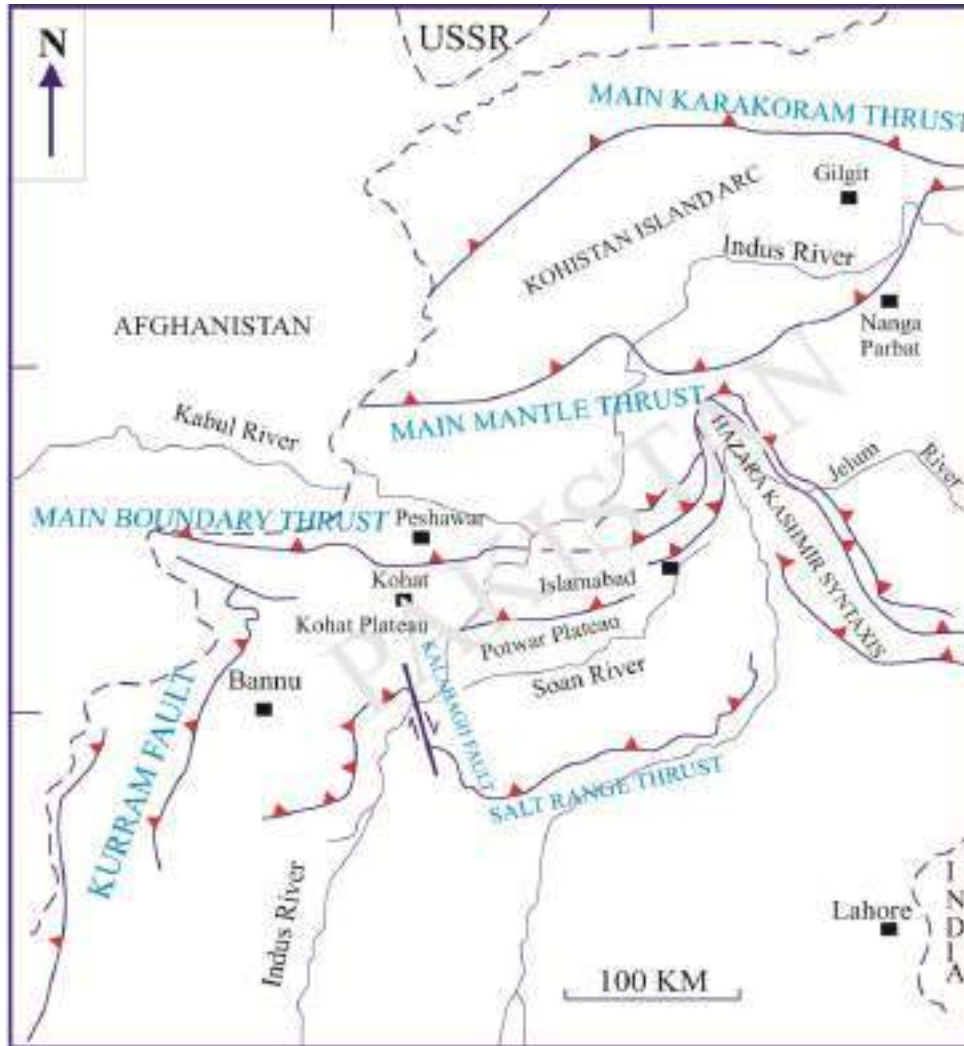 USSR
N
MAIN KARAKORAM THRUST
Gilgit
KOHISTAN ISLAND ARC
Indus River
AFGHANISTAN
Nanga
Parbat
MAIN MANTLE THRUST
Kabul River
HAZARA KASHMIR SYNTAXIS
Jelum River
MAIN BOUNDARY THRUST
Peshawar
PAKISTAN
Kohat
Islamabad
Kohat Plateau
Potwar Plateau
KALABAGH FAULT
Soan River
Bannu
KURRAM FAULT
SALT RANGE THRUST
Indus River
Lahore
INDIA
100 KM